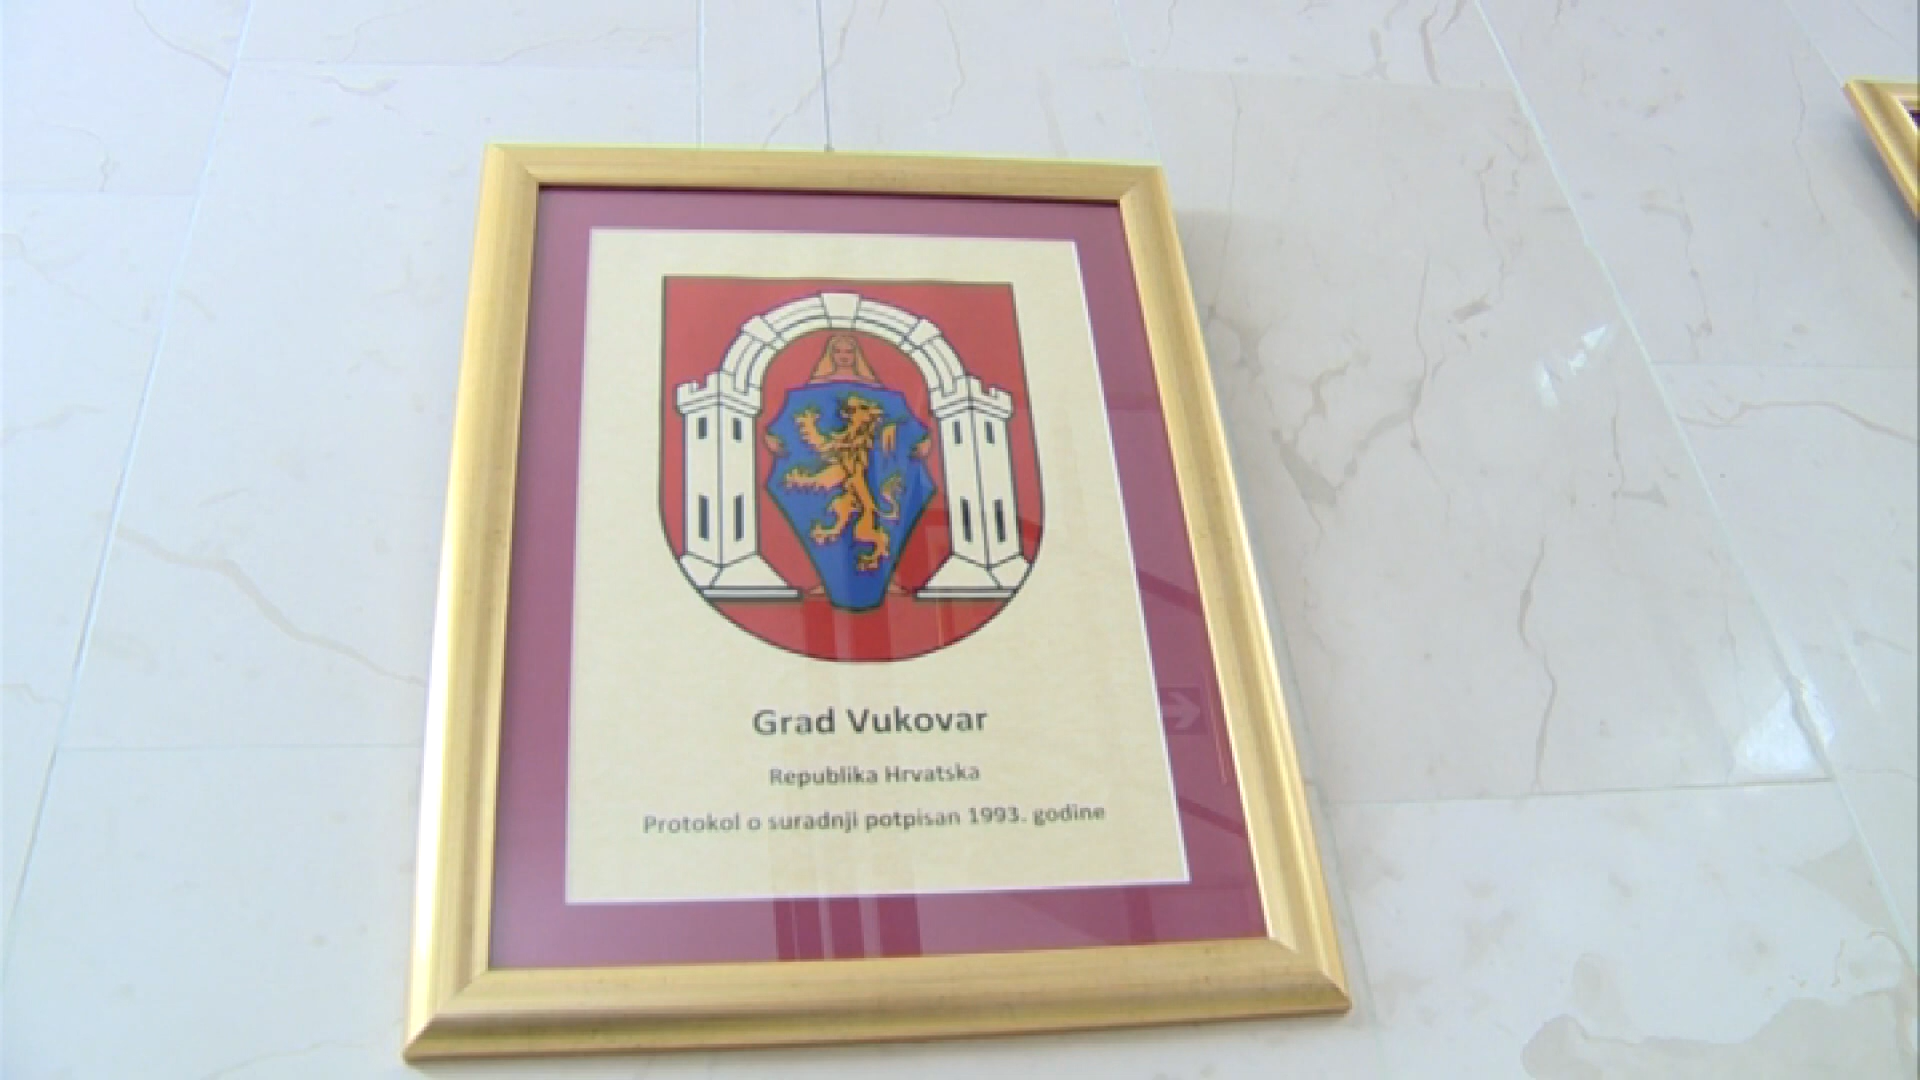 Grad Vukovar
Republika Hrvatska
Protokol o suradnji potpisan 1993. godine